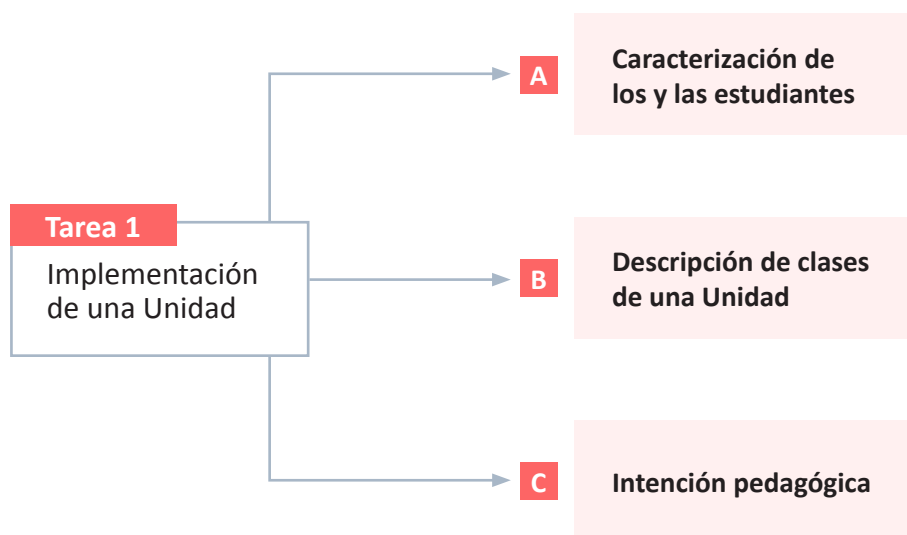 Tarea 1
Implementación
de una Unidad
A
Caracterización de
los y las estudiantes
B
Descripción de clases
de una Unidad
C
Intención pedagógica